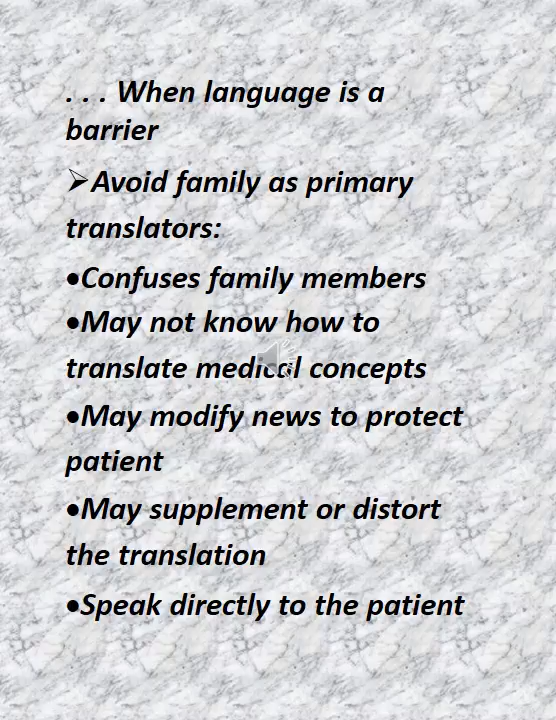 . . . When language is a
barrier
➢Avoid family as primary
translators:
•Confuses family members
•May not know how to
translate medical concepts
•May modify news to protect
patient
•May supplement or distort
the translation
•Speak directly to the patient